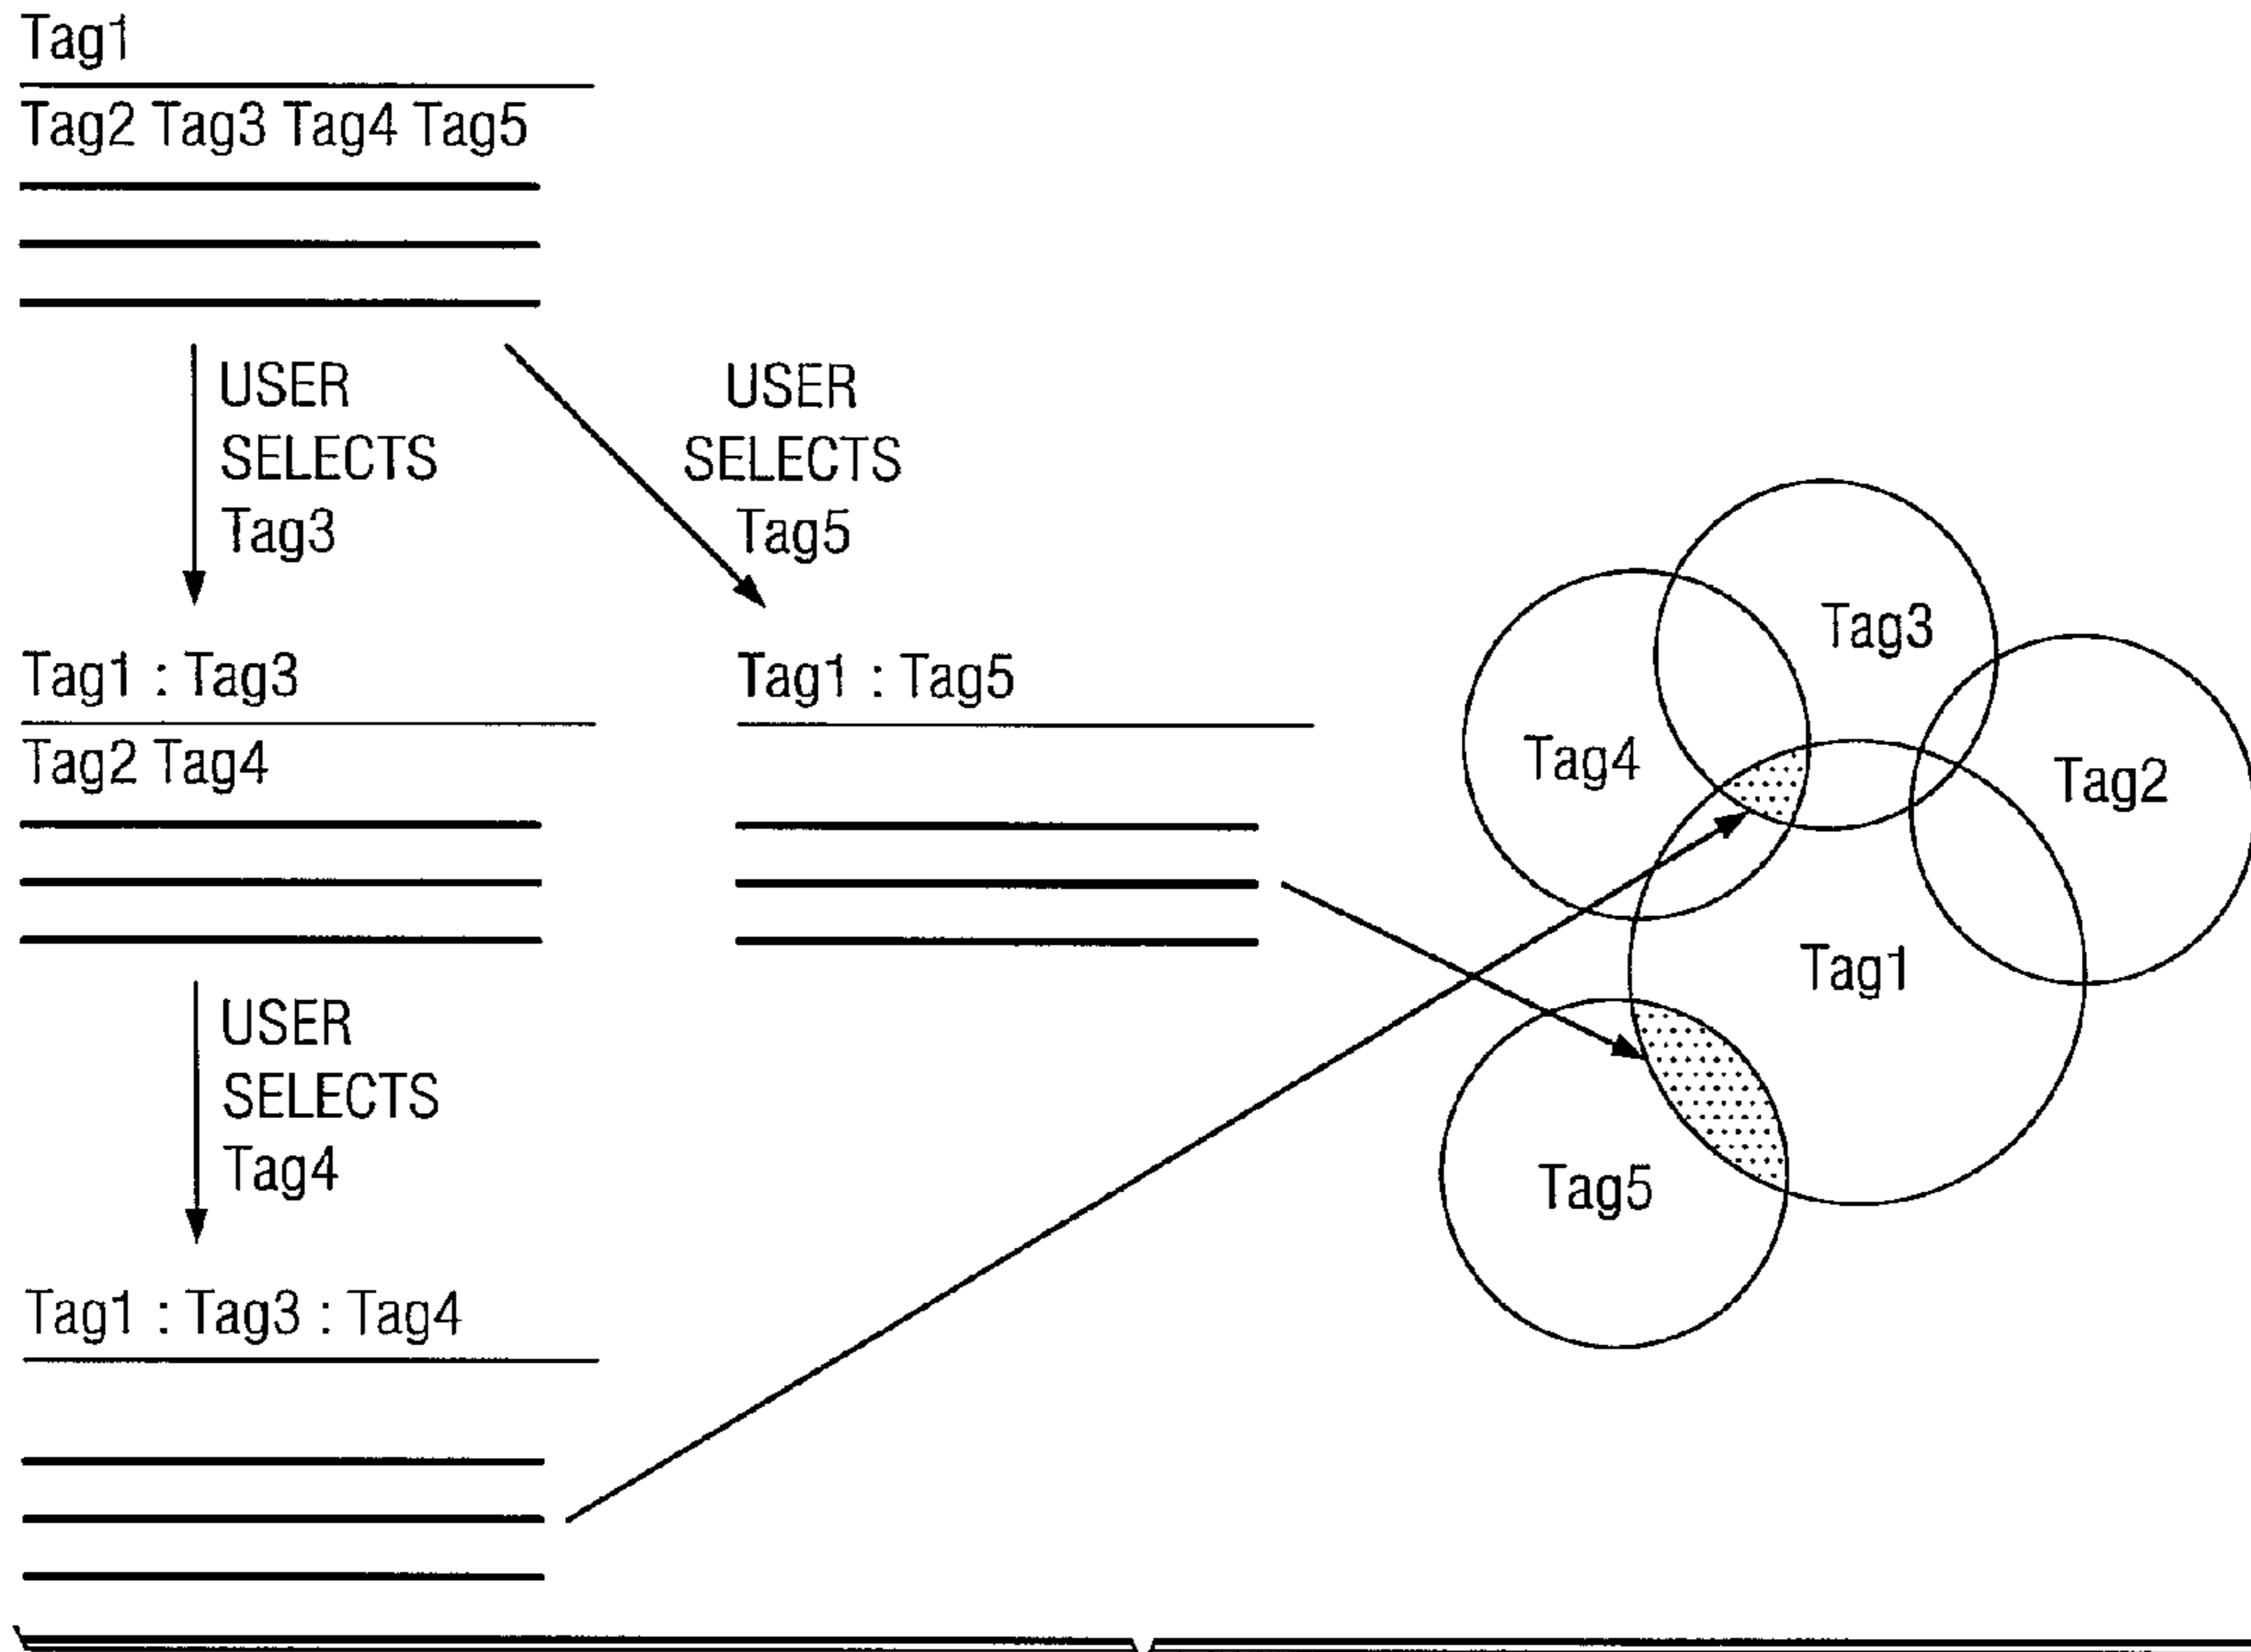 Tag1
Tag2 Tag3 Tag4 Tag5
USER
SELECTS
Tag3
USER
SELECTS
Tag5
Tag1 : Tag3
Tag2 Tag4
Tag1 : Tag5
USER
SELECTS
Tag4
Tag1 : Tag3 : Tag4
Tag3
Tag4
Tag2
Tag1
Tag5